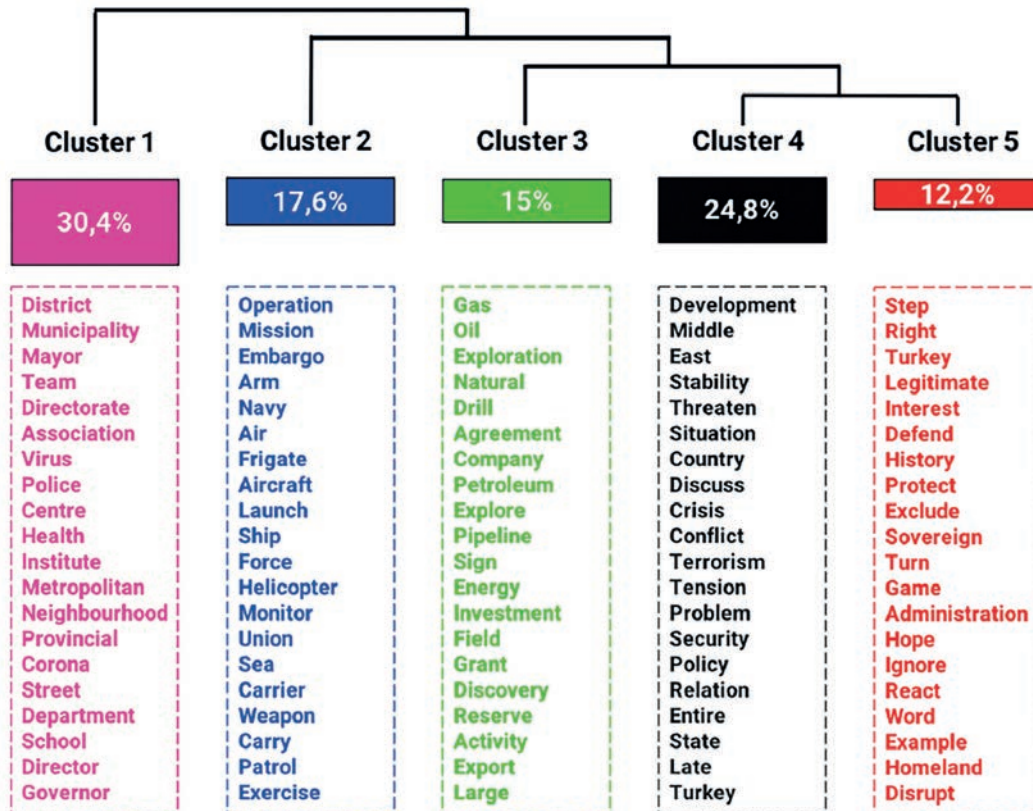 Cluster 1
30,4%
District
Municipality
Mayor
Team
Directorate
Association
Virus
Police
Centre
Health
Institute
Metropolitan
Neighbourhood
Provincial
Corona
Street
Department
School
Director
Governor
Cluster 2
17,6%
Operation
Mission
Embargo
Arm
Navy
Air
Frigate
Aircraft
Launch
Ship
Force
Helicopter
Monitor
Union
Sea
Carrier
Weapon
Carry
Patrol
Exercise
Cluster 3
15%
Gas
Oil
Exploration
Natural
Drill
Agreement
Company
Petroleum
Explore
Pipeline
Sign
Energy
Investment
Field
Grant
Discovery
Reserve
Activity
Export
Large
Cluster 4
24,8%
Development
Middle
East
Stability
Threaten
Situation
Country
Discuss
Crisis
Conflict
Terrorism
Tension
Problem
Security
Policy
Relation
Entire
State
Late
Turkey
Cluster 5
12,2%
Step
Right
Turkey
Legitimate
Interest
Defend
History
Protect
Exclude
Sovereign
Turn
Game
Administration
Hope
Ignore
React
Word
Example
Homeland
Disrupt